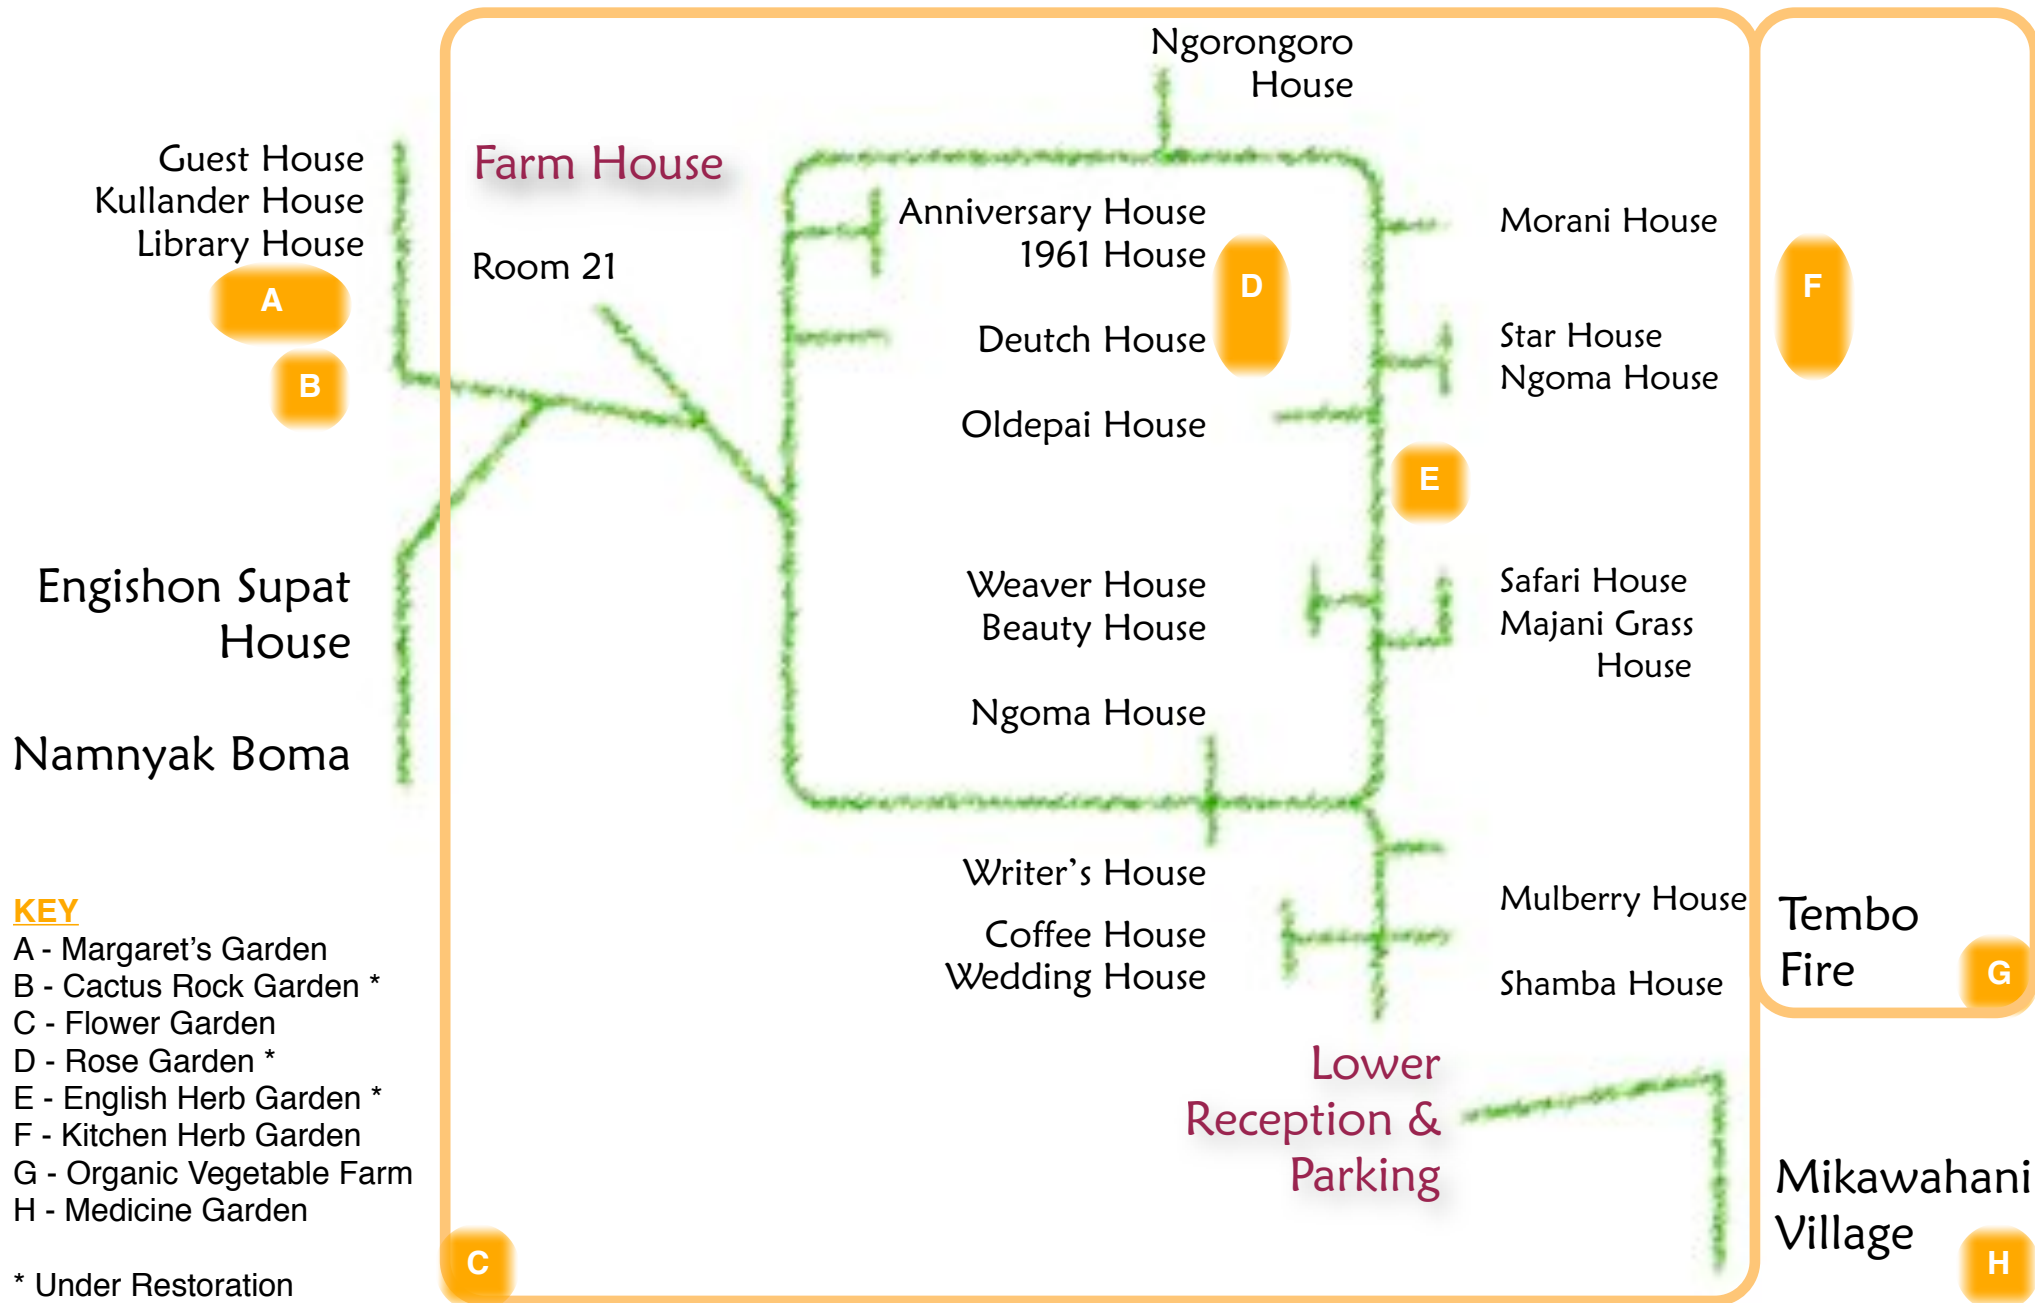 Ngorongoro
House
Guest House
Kullander House
Library House
A
B
Farm House
Room 21
Anniversary House
1961 House
D
Deutch House
Oldepai House
Morani House
Star House
Ngoma House
E
F
Engishon Supat
House
Namnyak Boma
Weaver House
Beauty House
Ngoma House
Safari House
Majani Grass
House
Writer's House
Coffee House
Wedding House
Mulberry House
Shamba House
Tembo
Fire
G
Lower
Reception &
Parking
Mikawahani
Village
H
C
KEY
A - Margaret's Garden
B - Cactus Rock Garden *
C - Flower Garden
D - Rose Garden *
E - English Herb Garden *
F - Kitchen Herb Garden
G - Organic Vegetable Farm
H - Medicine Garden
* Under Restoration